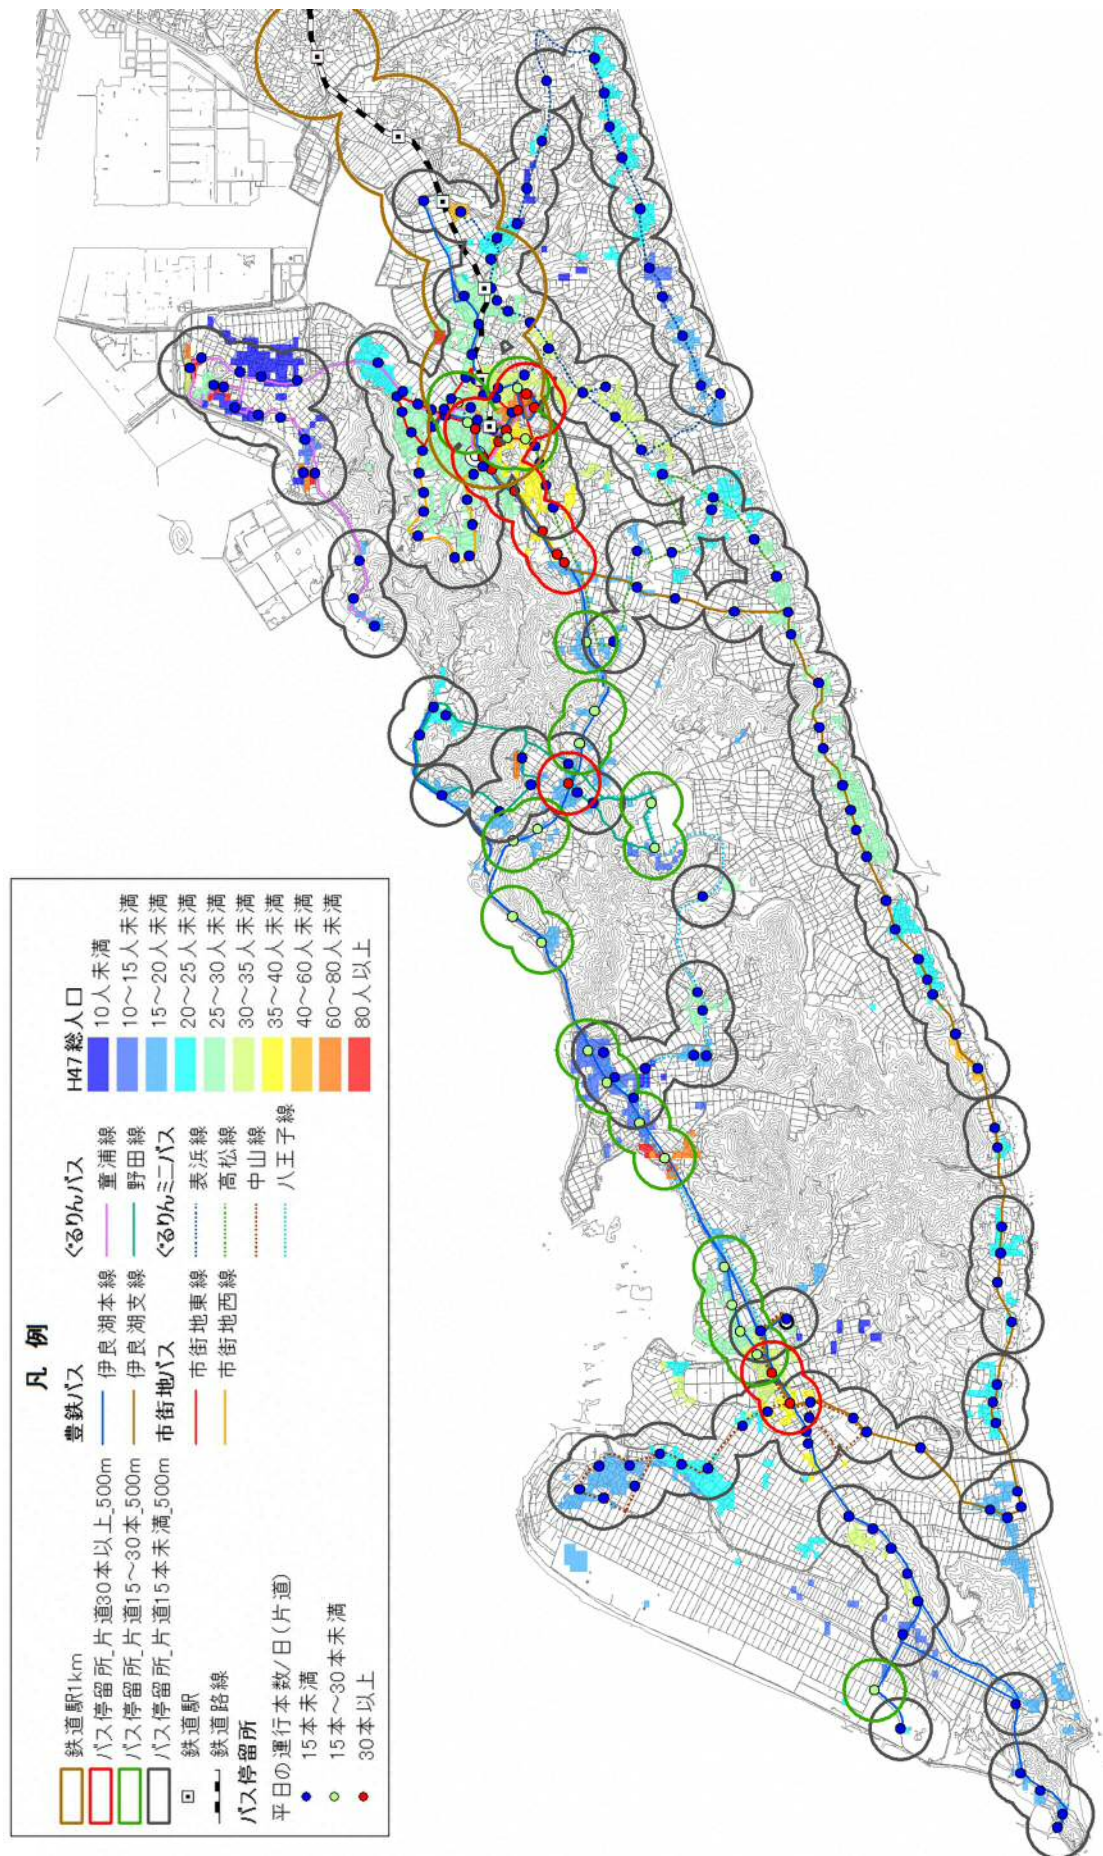 凡 例
鉄道駅1km
バス停留所_片道30本以上_500m
バス停留所_片道15～30本_500m
バス停留所_片道15本未満_500m
鉄道駅
鉄道路線
バス停留所
平日の運行本数/日(片道)
15本未満
15本～30本未満
30本以上
豊鉄バス
伊良湖本線
伊良湖支線
市街地バス
市街地東線
市街地西線
ぐるりんバス
童浦線
野田線
ぐるりんミニバス
表浜線
高松線
中山線
八王子線
H47総人口
10人未満
10～15人未満
15～20人未満
20～25人未満
25～30人未満
30～35人未満
35～40人未満
40～60人未満
60～80人未満
80人以上